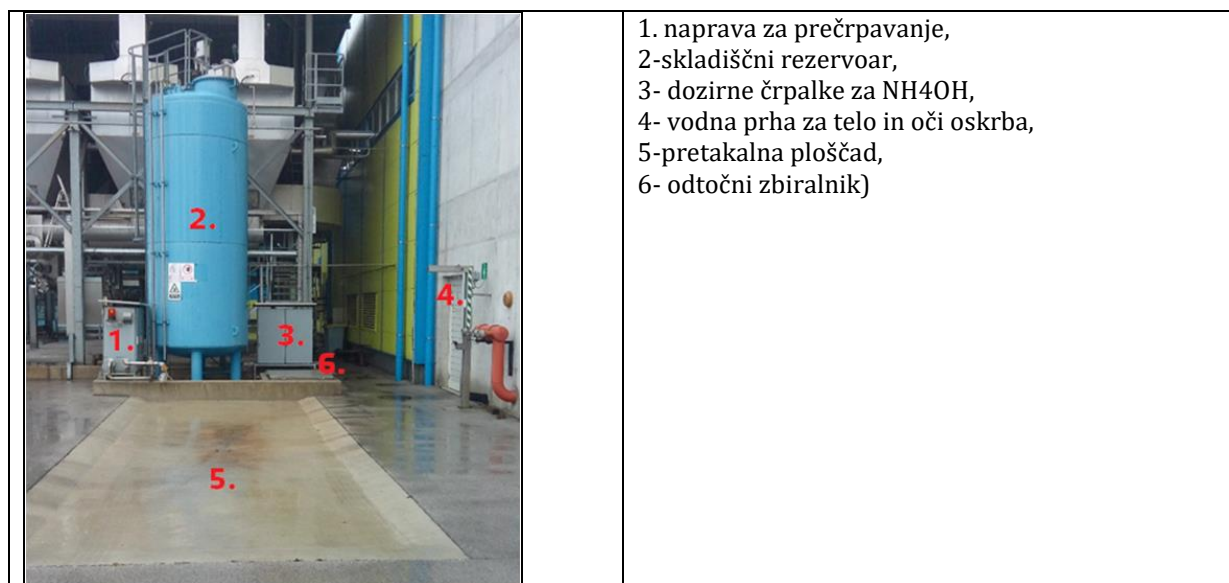 1. naprava za prečrpavanje,
2-skladiščni rezervoar,
3- dozirne črpalke za NH4OH,
4- vodna prha za telo in oči oskrba,
5-pretakalna ploščad,
6- odtočni zbiralnik)
2.
4.
1.
3.
6.
5.